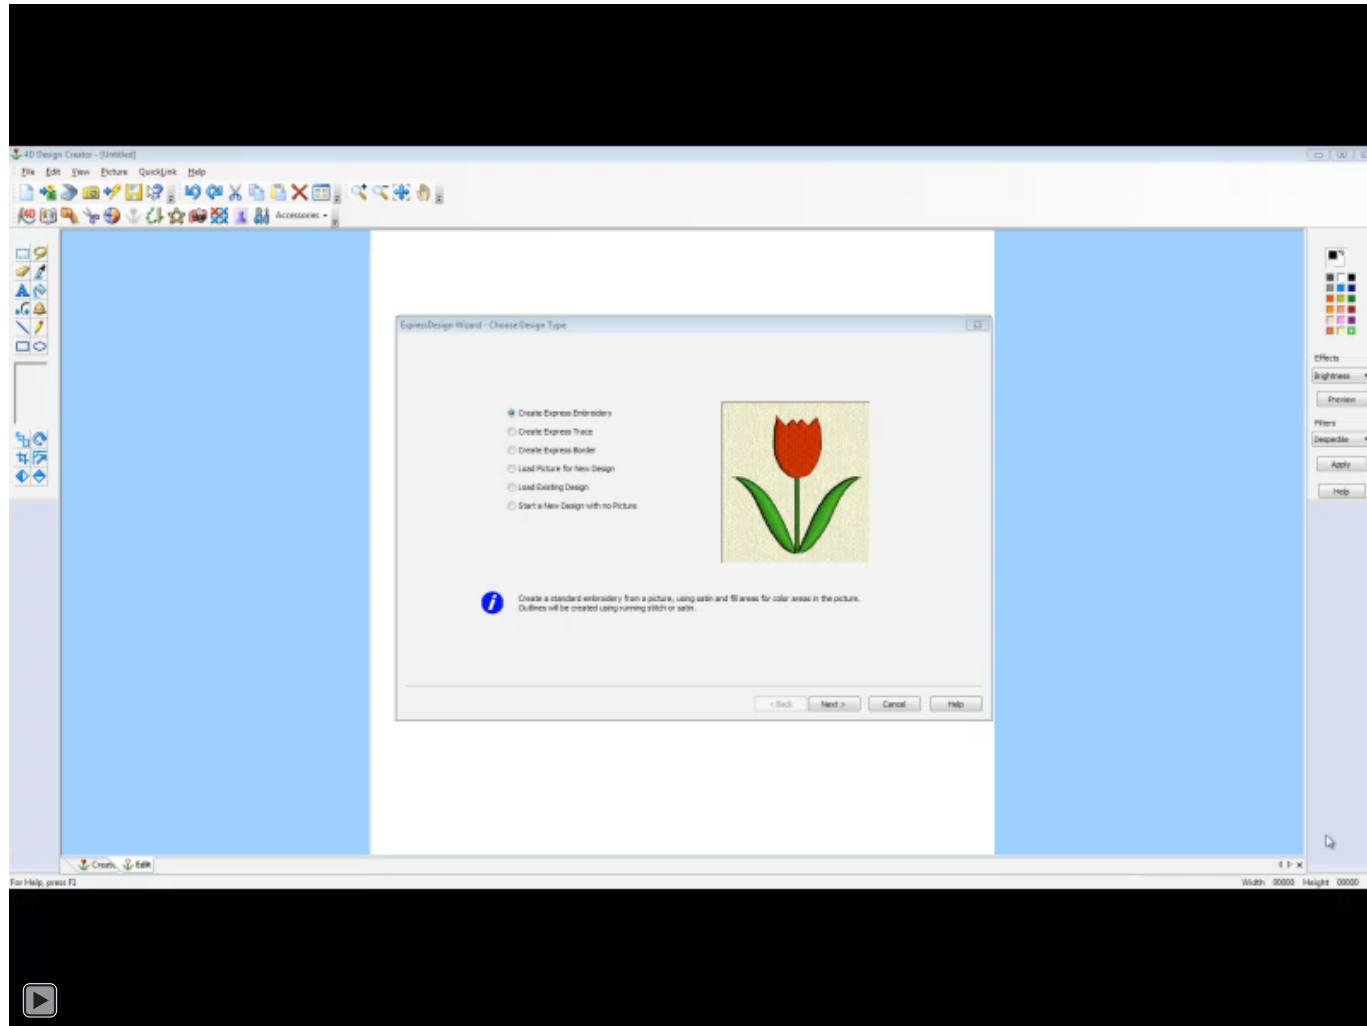 4D Design Creator - [Untitled]
File Edit View Picture QuickLink Help
Accessories
ExpressDesign Wizard - Choose Design Type
Create Express Embroidery
Create Express Trace
Create Express Border
Load Picture for New Design
Load Existing Design
Start a New Design with no Picture
Create a standard embroidery from a picture, using satin and fill areas for color areas in the picture.
Outlines will be created using running stitch or satin.
< Back Next > Cancel Help
Effects
Brightness
Preview
Filters
Despeckle
Apply
Help
Create Edit
For Help, press F1
Width 00000 Height 00000